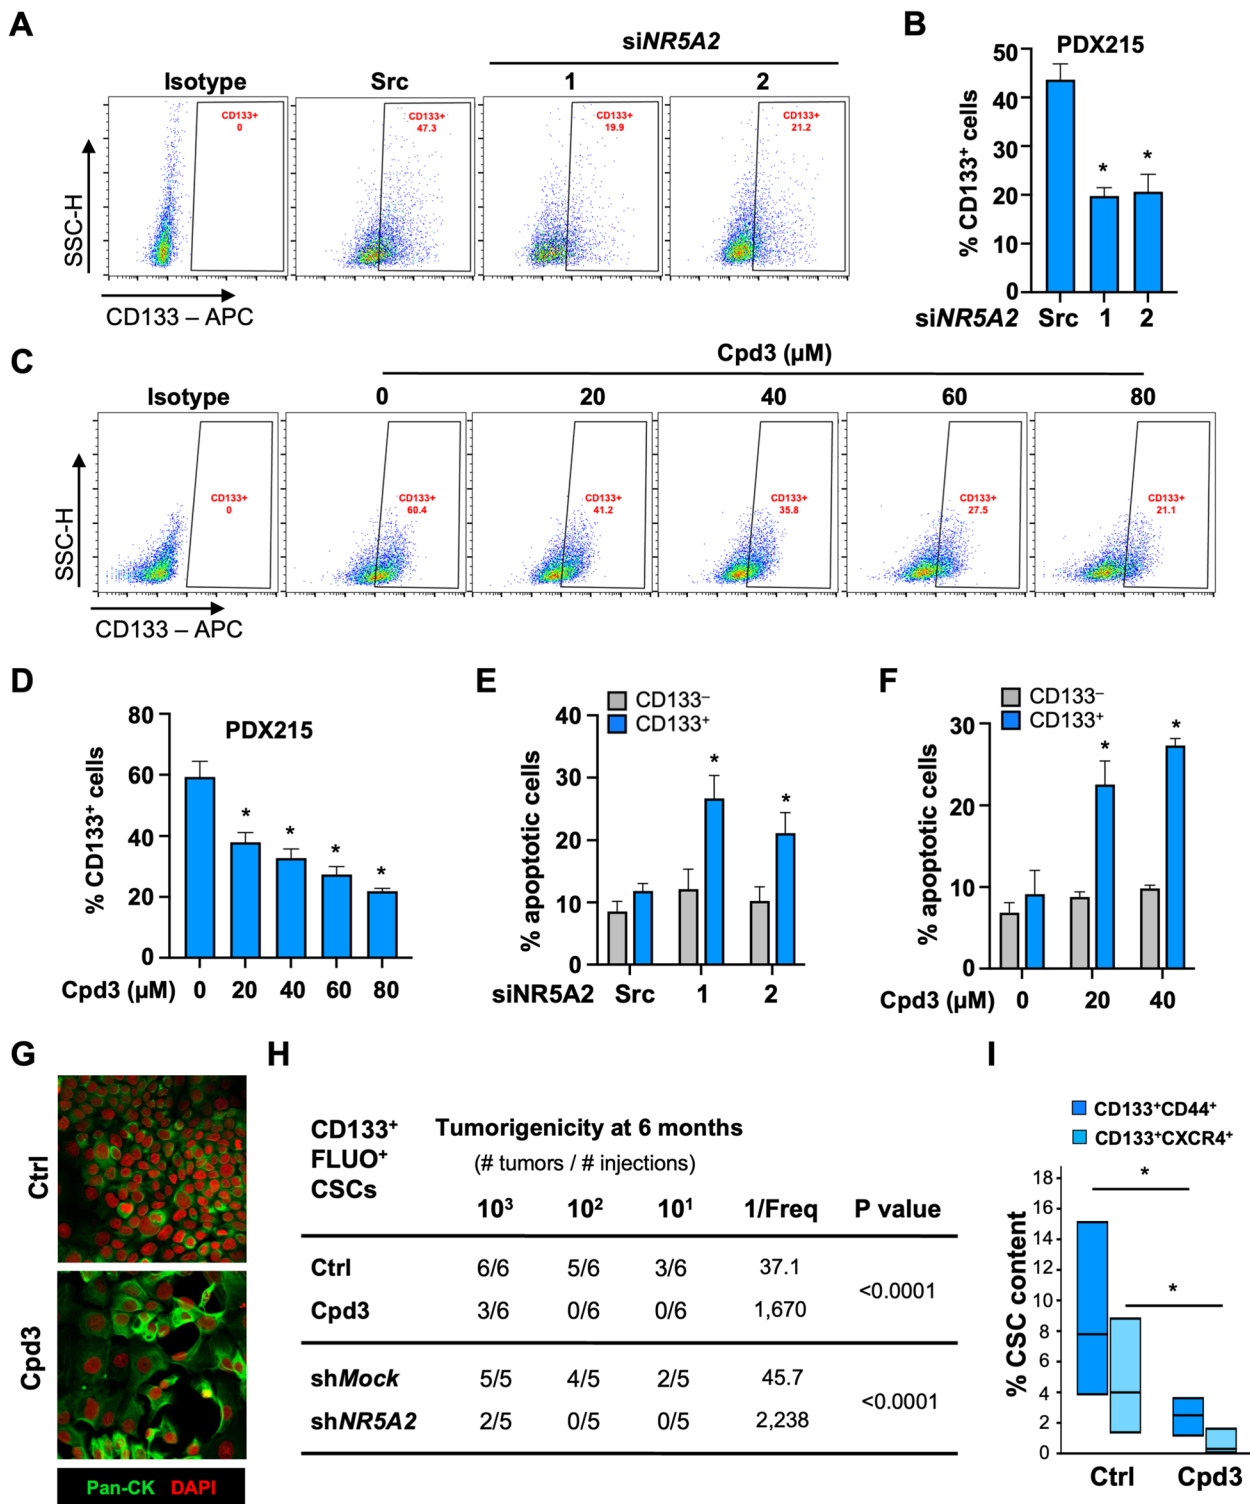 A
siNR5A2
Isotype
Src
1
2
CD133+
0
CD133+
47.3
CD133+
19.9
CD133+
21.2
SSC-H
CD133 – APC
B
PDX215
% CD133⁺ cells
50
40
30
20
10
0
siNR5A2 Src 1 2
* *
C
Cpd3 (µM)
Isotype
0
20
40
60
80
CD133+
0
CD133+
60.4
CD133+
41.2
CD133+
35.8
CD133+
27.5
CD133+
21.1
SSC-H
CD133 – APC
D
PDX215
% CD133⁺ cells
80
60
40
20
0
* * * *
Cpd3 (µM) 0 20 40 60 80
E
CD133⁻
CD133⁺
% apoptotic cells
40
30
20
10
0
* *
siNR5A2 Src 1 2
F
CD133⁻
CD133⁺
% apoptotic cells
30
20
10
0
* *
Cpd3 (µM) 0 20 40
G
Ctrl
Cpd3
Pan-CK DAPI
H
CD133⁺
FLUO⁺
CSCs
Tumorigenicity at 6 months
(# tumors / # injections)
10³ 10² 10¹ 1/Freq P value
Ctrl 6/6 5/6 3/6 37.1
<0.0001
Cpd3 3/6 0/6 0/6 1,670
shMock 5/5 4/5 2/5 45.7
<0.0001
shNR5A2 2/5 0/5 0/5 2,238
I
CD133⁺CD44⁺
CD133⁺CXCR4⁺
% CSC content
18
16
14
12
10
8
6
4
2
0
*
*
Ctrl Cpd3